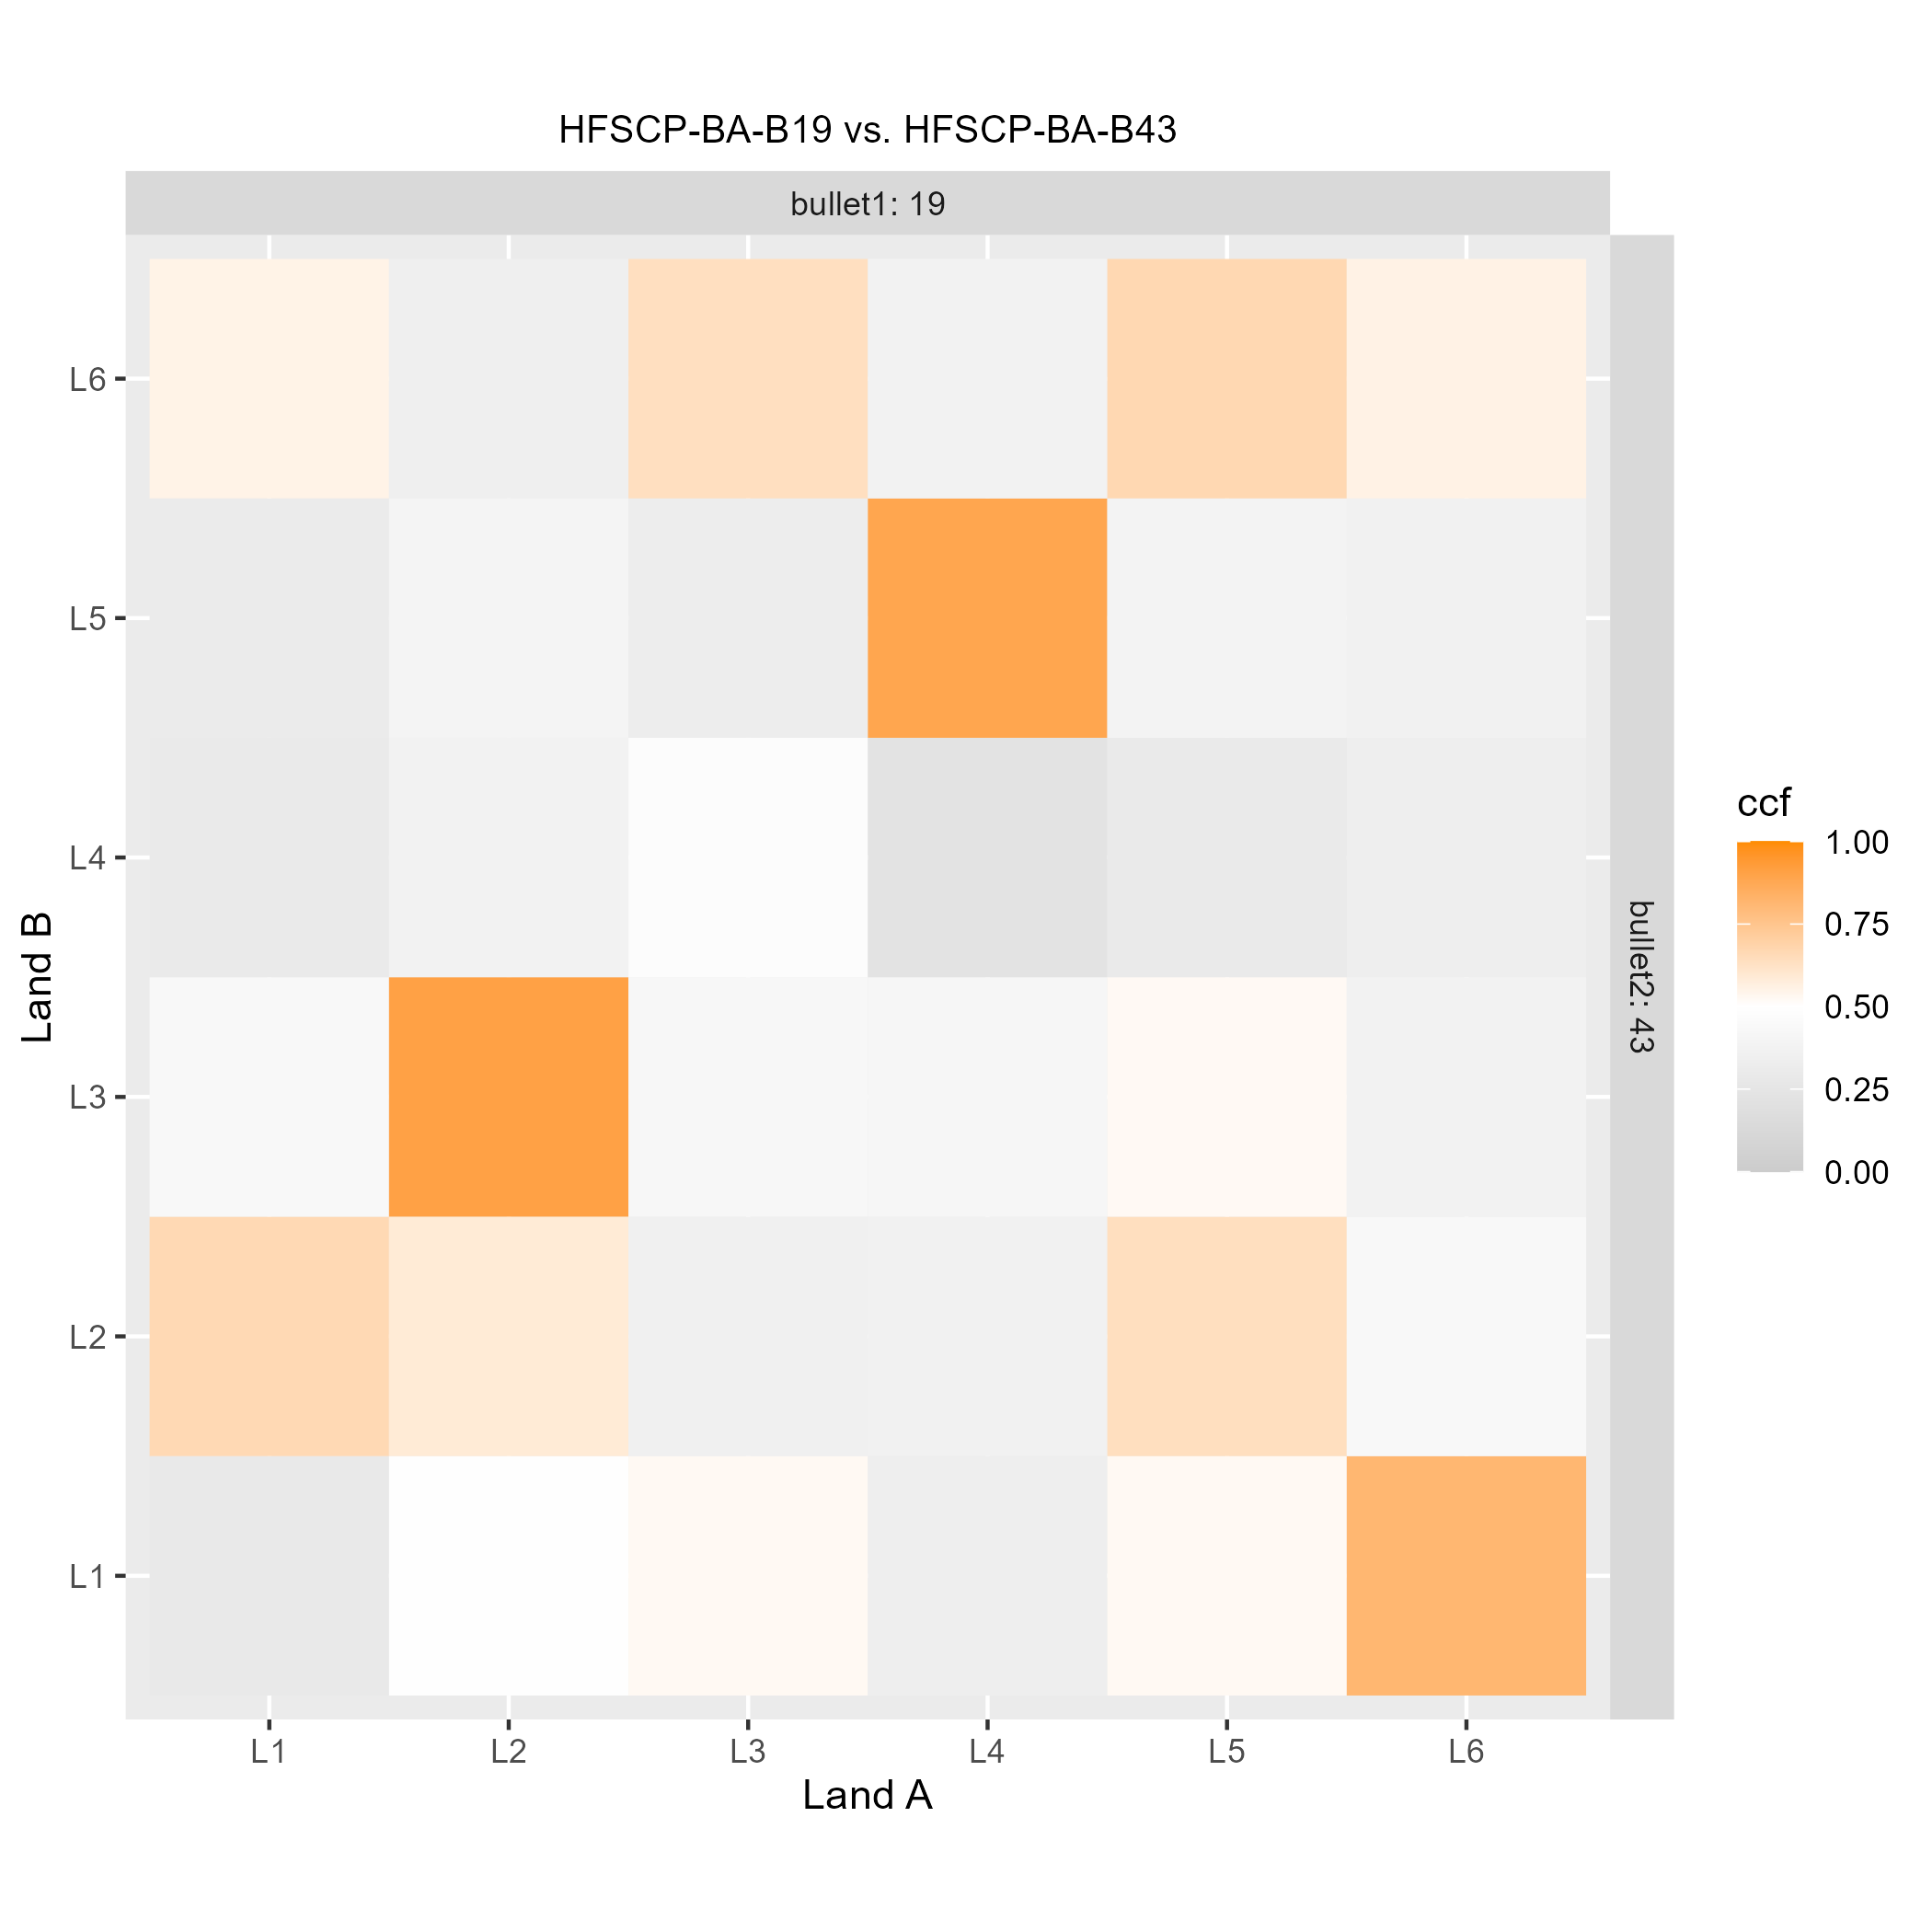 HFSCP-BA-B19 vs. HFSCP-BA-B43
bullet1: 19
L6
L5
L4
L3
L2
L1
Land B
bullet2: 43
ccf
1.00
0.75
0.50
0.25
0.00
L1 L2 L3 L4 L5 L6
Land A